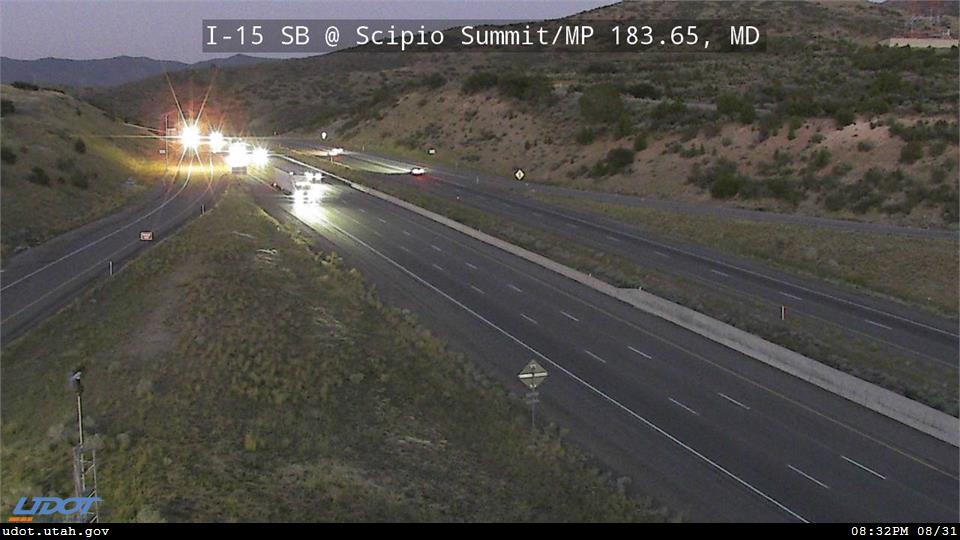 I-15 SB @ Scipio Summit/MP 183.65, MD
UDOT
udot.utah.gov 08:32PM 08/31